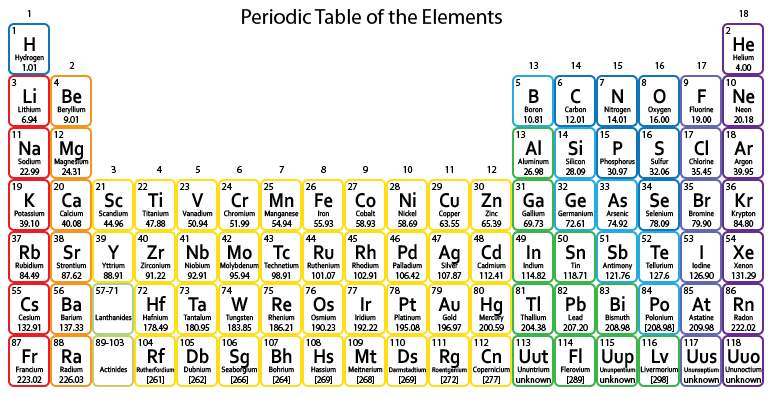 Periodic Table of the Elements
1 18
1 2
H He
Hydrogen Helium
1.01 2 13 14 15 16 17 4.00
3 4 5 6 7 8 9 10
Li Be B C N O F Ne
Lithium Beryllium Boron Carbon Nitrogen Oxygen Fluorine Neon
6.94 9.01 10.81 12.01 14.01 16.00 19.00 20.18
11 12 13 14 15 16 17 18
Na Mg Al Si P S Cl Ar
Sodium Magnesium Aluminum Silicon Phosphorus Sulfur Chlorine Argon
22.99 24.31 3 4 5 6 7 8 9 10 11 12 26.98 28.09 30.97 32.06 35.45 39.95
19 20 21 22 23 24 25 26 27 28 29 30 31 32 33 34 35 36
K Ca Sc Ti V Cr Mn Fe Co Ni Cu Zn Ga Ge As Se Br Kr
Potassium Calcium Scandium Titanium Vanadium Chromium Manganese Iron Cobalt Nickel Copper Zinc Gallium Germanium Arsenic Selenium Bromine Krypton
39.10 40.08 44.96 47.88 50.94 51.99 54.94 55.93 58.93 58.69 63.55 65.39 69.73 72.61 74.92 78.09 79.90 84.80
37 38 39 40 41 42 43 44 45 46 47 48 49 50 51 52 53 54
Rb Sr Y Zr Nb Mo Tc Ru Rh Pd Ag Cd In Sn Sb Te I Xe
Rubidium Strontium Yttrium Zirconium Niobium Molybdenum Technetium Ruthenium Rhodium Palladium Silver Cadmium Indium Tin Antimony Tellurium Iodine Xenon
84.49 87.62 88.91 91.22 92.91 95.94 98.91 101.07 102.91 106.42 107.87 112.41 114.82 118.71 121.76 127.6 126.90 131.29
55 56 57-71 72 73 74 75 76 77 78 79 80 81 82 83 84 85 86
Cs Ba Hf Ta W Re Os Ir Pt Au Hg Tl Pb Bi Po At Rn
Cesium Barium Lanthanides Hafnium Tantalum Tungsten Rhenium Osmium Iridium Platinum Gold Mercury Thallium Lead Bismuth Polonium Astatine Radon
132.91 137.33 178.49 180.95 183.85 186.21 190.23 192.22 195.08 196.97 200.59 204.38 207.20 208.98 [208.98] 209.98 222.02
87 88 89-103 104 105 106 107 108 109 110 111 112 113 114 115 116 117 118
Fr Ra Rf Db Sg Bh Hs Mt Ds Rg Cn Uut Fl Uup Lv Uus Uuo
Francium Radium Actinides Rutherfordium Dubnium Seaborgium Bohrium Hassium Meitnerium Darmstadtium Roentgenium Copernicium Ununtrium Flerovium Ununpentium Livermorium Ununseptium Ununoctium
223.02 226.03 [261] [262] [266] [264] [269] [268] [269] [272] [277] unknown [289] unknown [298] unknown unknown